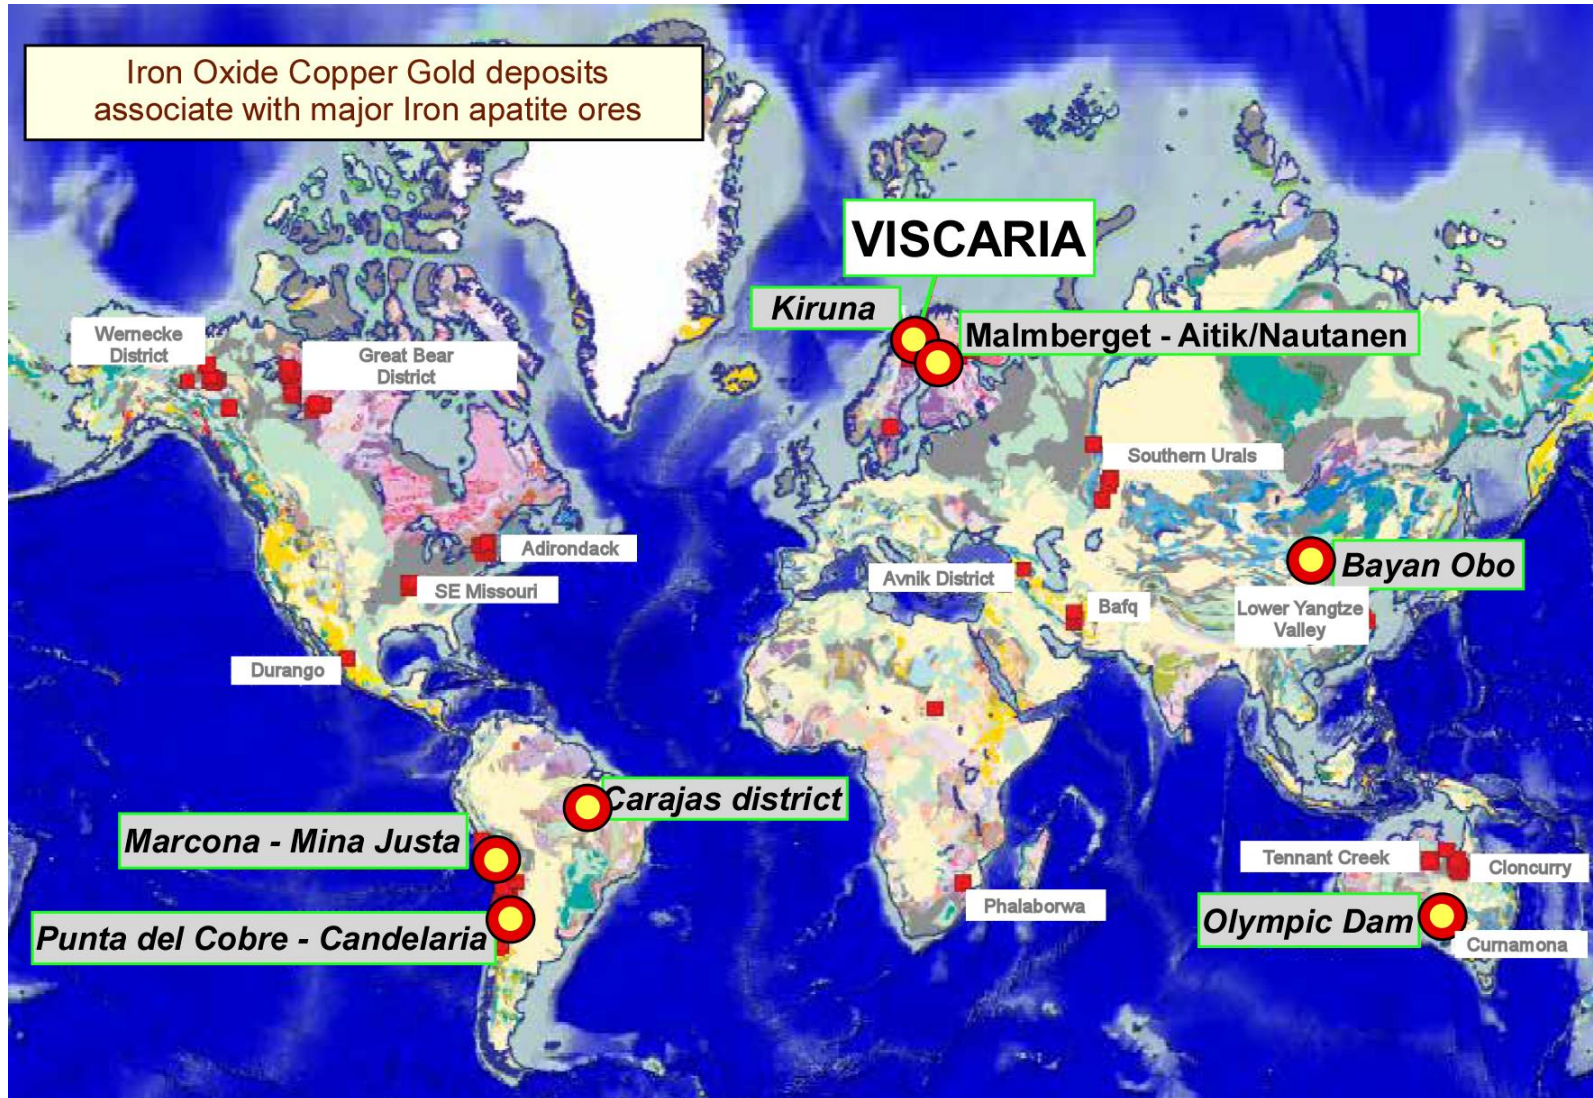 Iron Oxide Copper Gold deposits
associate with major Iron apatite ores
VISCARIA
Kiruna
Malmberget - Aitik/Nautanen
Wernecke
District
Great Bear
District
Southern Urals
Adirondack
SE Missouri
Avnik District
Bayan Obo
Bafq
Lower Yangtze
Valley
Durango
Carajas district
Marcona - Mina Justa
Tennant Creek
Cloncurry
Phalaborwa
Olympic Dam
Punta del Cobre - Candelaria
Curnamona